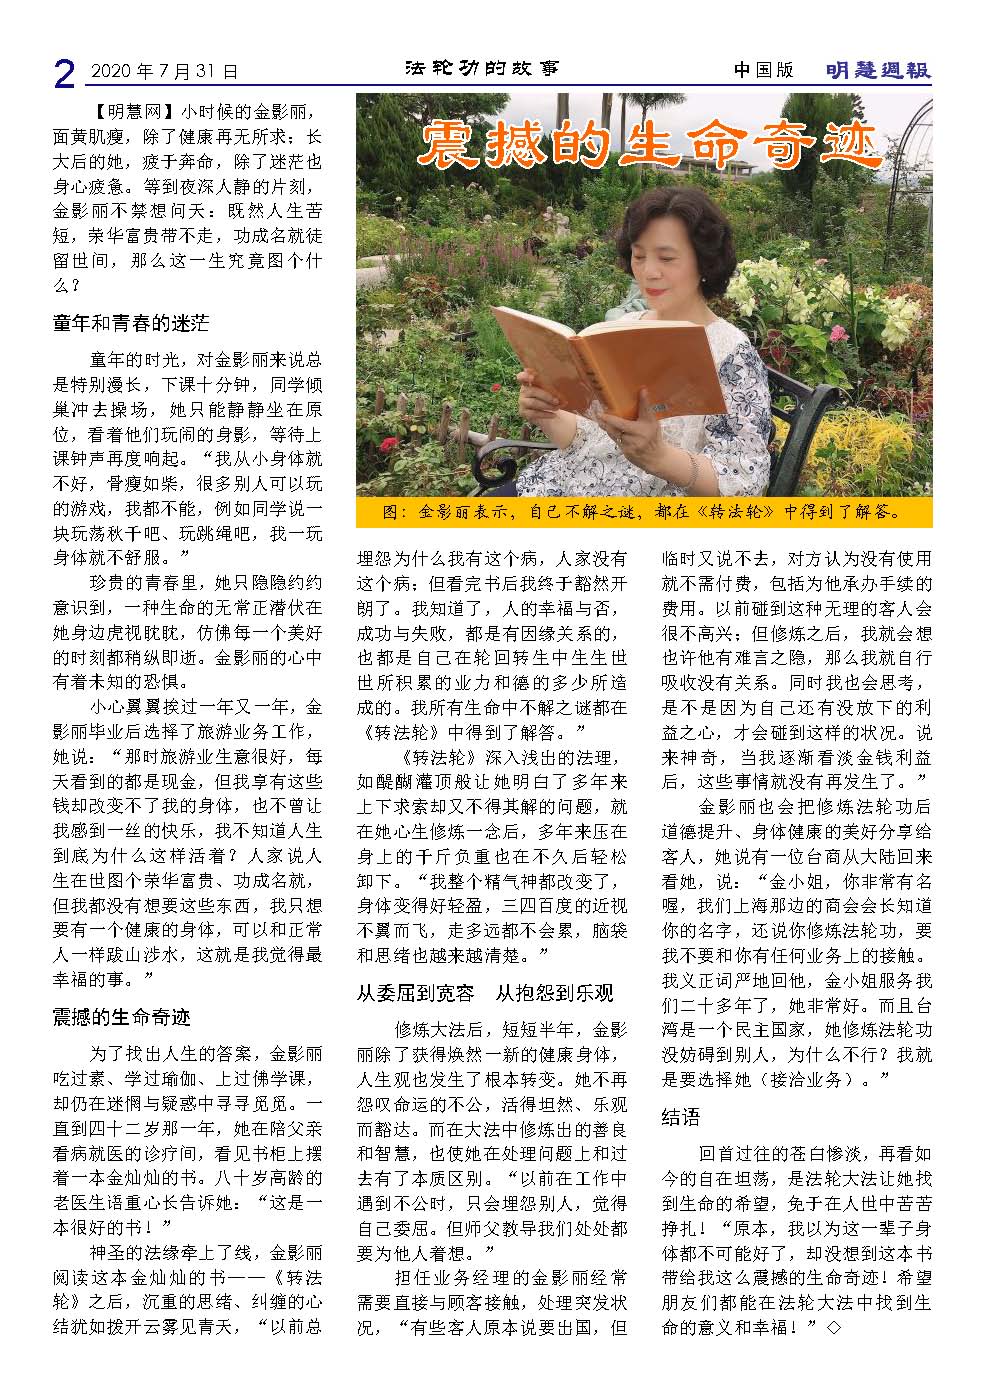 2 2020 年 7 月 31 日 法轮功的故事 中国版 明慧週報
震撼的生命奇迹
图：金影丽表示，自己不解之谜，都在《转法轮》中得到了解答。
【明慧网】小时候的金影丽，
面黄肌瘦，除了健康再无所求；长
大后的她，疲于奔命，除了迷茫也
身心疲惫。等到夜深人静的片刻，
金影丽不禁想问天：既然人生苦
短，荣华富贵带不走，功成名就徒
留世间，那么这一生究竟图个什
么？
童年和青春的迷茫
童年的时光，对金影丽来说总
是特别漫长，下课十分钟，同学倾
巢冲去操场，她只能静静坐在原
位，看着他们玩闹的身影，等待上
课钟声再度响起。“我从小身体就
不好，骨瘦如柴，很多别人可以玩
的游戏，我都不能，例如同学说一
块玩荡秋千吧、玩跳绳吧，我一玩
身体就不舒服。”
珍贵的青春里，她只隐隐约约
意识到，一种生命的无常正潜伏在
她身边虎视眈眈，仿佛每一个美好
的时刻都稍纵即逝。金影丽的心中
有着未知的恐惧。
小心翼翼挨过一年又一年，金
影丽毕业后选择了旅游业务工作，
她说：“那时旅游业生意很好，每
天看到的都是现金，但我享有这些
钱却改变不了我的身体，也不曾让
我感到一丝的快乐，我不知道人生
到底为什么这样活着？人家说人
生在世图个荣华富贵、功成名就，
但我都没有想要这些东西，我只想
要有一个健康的身体，可以和正常
人一样跋山涉水，这就是我觉得最
幸福的事。”
震撼的生命奇迹
为了找出人生的答案，金影丽
吃过素、学过瑜伽、上过佛学课，
却仍在迷惘与疑惑中寻寻觅觅。一
直到四十二岁那一年，她在陪父亲
看病就医的诊疗间，看见书柜上摆
着一本金灿灿的书。八十岁高龄的
老医生语重心长告诉她：“这是一
本很好的书！”
神圣的法缘牵上了线，金影丽
阅读这本金灿灿的书——《转法
轮》之后，沉重的思绪、纠缠的心
结犹如拨开云雾见青天，“以前总
埋怨为什么我有这个病，人家没有
这个病；但看完书后我终于豁然开
朗了。我知道了，人的幸福与否，
成功与失败，都是有因缘关系的，
也都是自己在轮回转生中生生世
世所积累的业力和德的多少所造
成的。我所有生命中不解之谜都在
《转法轮》中得到了解答。”
《转法轮》深入浅出的法理，
如醍醐灌顶般让她明白了多年来
上下求索却又不得其解的问题，就
在她心生修炼一念后，多年来压在
身上的千斤负重也在不久后轻松
卸下。“我整个精气神都改变了，
身体变得好轻盈，三四百度的近视
不翼而飞，走多远都不会累，脑袋
和思绪也越来越清楚。”
从委屈到宽容 从抱怨到乐观
修炼大法后，短短半年，金影
丽除了获得焕然一新的健康身体，
人生观也发生了根本转变。她不再
怨叹命运的不公，活得坦然、乐观
而豁达。而在大法中修炼出的善良
和智慧，也使她在处理问题上和过
去有了本质区别。“以前在工作中
遇到不公时，只会埋怨别人，觉得
自己委屈。但师父教导我们处处都
要为他人着想。”
担任业务经理的金影丽经常
需要直接与顾客接触，处理突发状
况，“有些客人原本说要出国，但
临时又说不去，对方认为没有使用
就不需付费，包括为他承办手续的
费用。以前碰到这种无理的客人会
很不高兴；但修炼之后，我就会想
也许他有难言之隐，那么我就自行
吸收没有关系。同时我也会思考，
是不是因为自己还有没放下的利
益之心，才会碰到这样的状况。说
来神奇，当我逐渐看淡金钱利益
后，这些事情就没有再发生了。”
金影丽也会把修炼法轮功后
道德提升、身体健康的美好分享给
客人，她说有一位台商从大陆回来
看她，说：“金小姐，你非常有名
喔，我们上海那边的商会会长知道
你的名字，还说你修炼法轮功，要
我不要和你有任何业务上的接触。
我义正词严地回他，金小姐服务我
们二十多年了，她非常好。而且台
湾是一个民主国家，她修炼法轮功
没妨碍到别人，为什么不行？我就
是要选择她（接洽业务）。”
结语
回首过往的苍白惨淡，再看如
今的自在坦荡，是法轮大法让她找
到生命的希望，免于在人世中苦苦
挣扎！“原本，我以为这一辈子身
体都不可能好了，却没想到这本书
带给我这么震撼的生命奇迹！希望
朋友们都能在法轮大法中找到生
命的意义和幸福！”◇